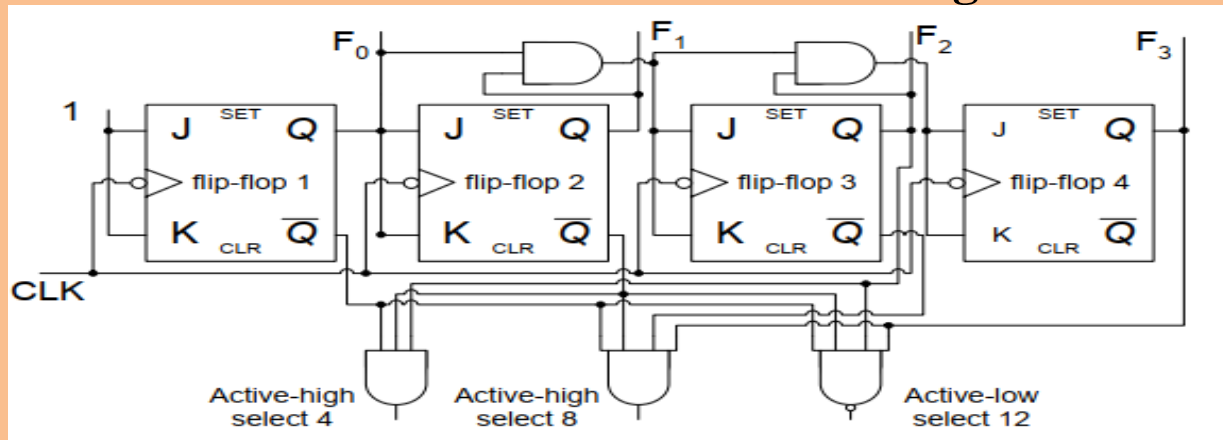 F0
F1
F2
F3
1
J SET Q
flip-flop 1
K CLR Q̅
J SET Q
flip-flop 2
K CLR Q̅
J SET Q
flip-flop 3
K CLR Q̅
J SET Q
flip-flop 4
K CLR Q̅
CLK
Active-high
select 4
Active-high
select 8
Active-low
select 12